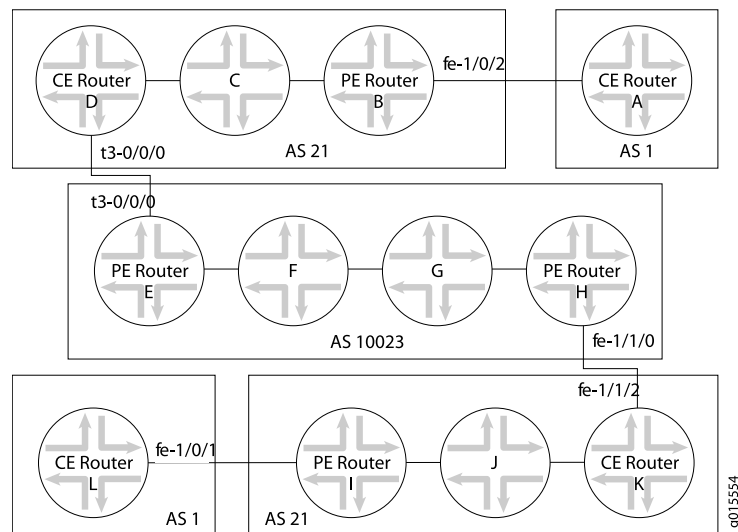 CE Router
D
C
PE Router
B
fe-1/0/2
CE Router
A
AS 21
AS 1
t3-0/0/0
t3-0/0/0
PE Router
E
F
G
PE Router
H
AS 10023
fe-1/1/0
fe-1/1/2
CE Router
L
fe-1/0/1
PE Router
I
J
CE Router
K
AS 1
AS 21
g015554